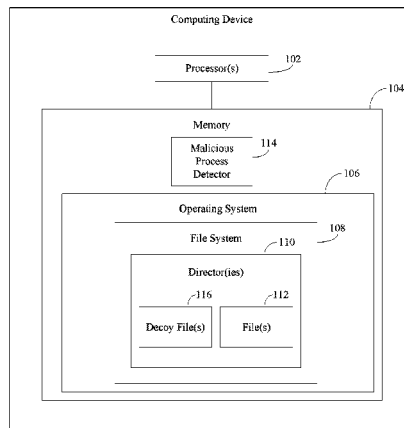 Computing Device
Processor(s)
102
104
Memory
Malicious
Process
Detector
114
106
Operating System
File System
108
110
Director(ies)
116
112
Decoy File(s)
File(s)